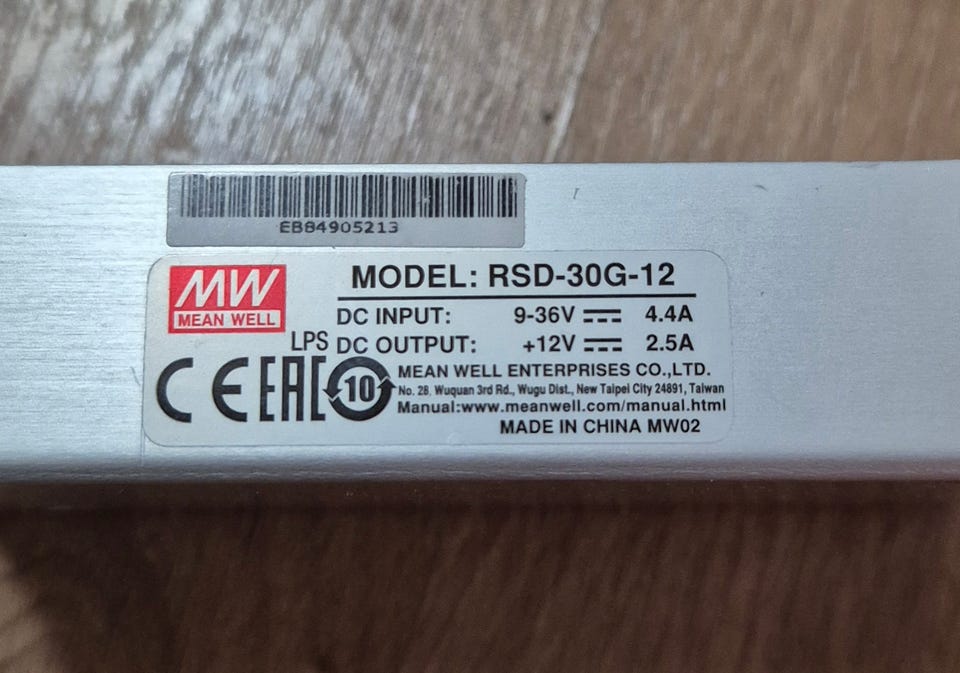 EB84905213
MW
MEAN WELL
MODEL: RSD-30G-12
DC INPUT: 9-36V 4.4A
LPS DC OUTPUT: +12V 2.5A
CE EAC 10
MEAN WELL ENTERPRISES CO.,LTD.
No. 28, Wuquan 3rd Rd., Wugu Dist., New Taipei City 24891, Taiwan
Manual:www.meanwell.com/manual.html
MADE IN CHINA MW02